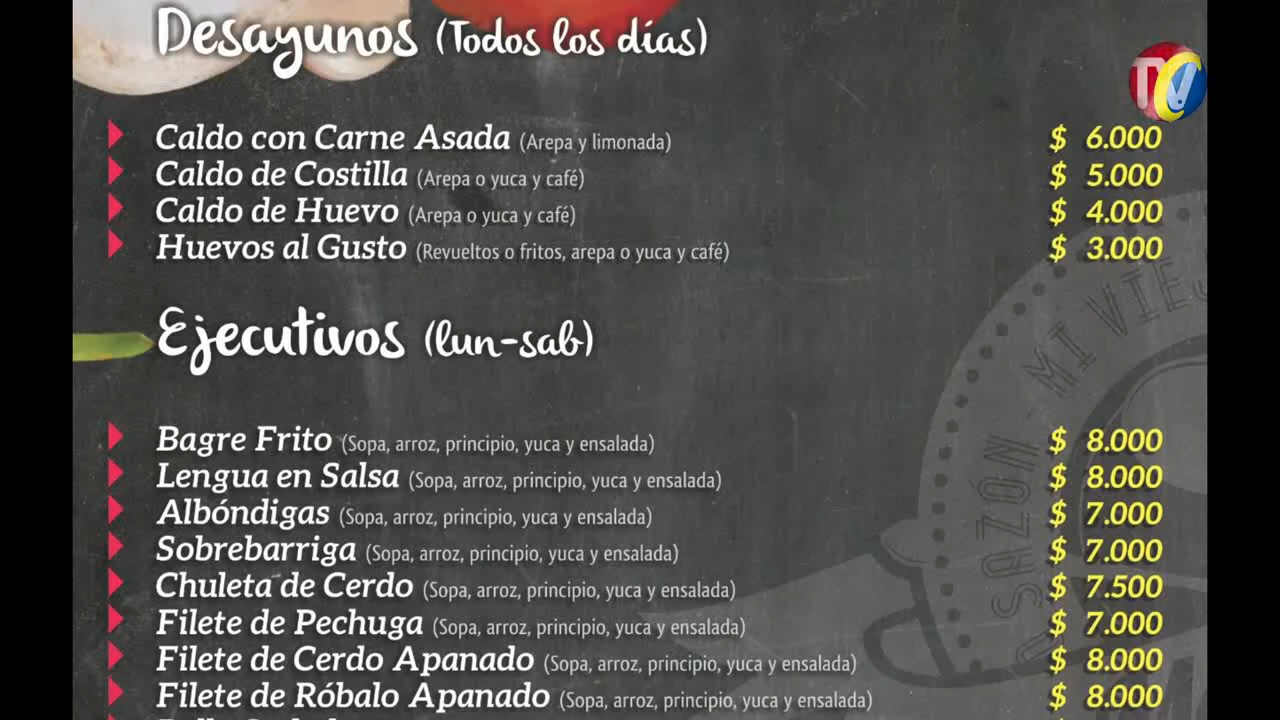 Desayunos (Todos los días)
TVC
Caldo con Carne Asada (Arepa y limonada) $ 6.000
Caldo de Costilla (Arepa o yuca y café) $ 5.000
Caldo de Huevo (Arepa o yuca y café) $ 4.000
Huevos al Gusto (Revueltos o fritos, arepa o yuca y café) $ 3.000
Ejecutivos (lun-sab)
SAZÓN MI VIEJ
Bagre Frito (Sopa, arroz, principio, yuca y ensalada) $ 8.000
Lengua en Salsa (Sopa, arroz, principio, yuca y ensalada) $ 8.000
Albóndigas (Sopa, arroz, principio, yuca y ensalada) $ 7.000
Sobrebarriga (Sopa, arroz, principio, yuca y ensalada) $ 7.000
Chuleta de Cerdo (Sopa, arroz, principio, yuca y ensalada) $ 7.500
Filete de Pechuga (Sopa, arroz, principio, yuca y ensalada) $ 7.000
Filete de Cerdo Apanado (Sopa, arroz, principio, yuca y ensalada) $ 8.000
Filete de Róbalo Apanado (Sopa, arroz, principio, yuca y ensalada) $ 8.000